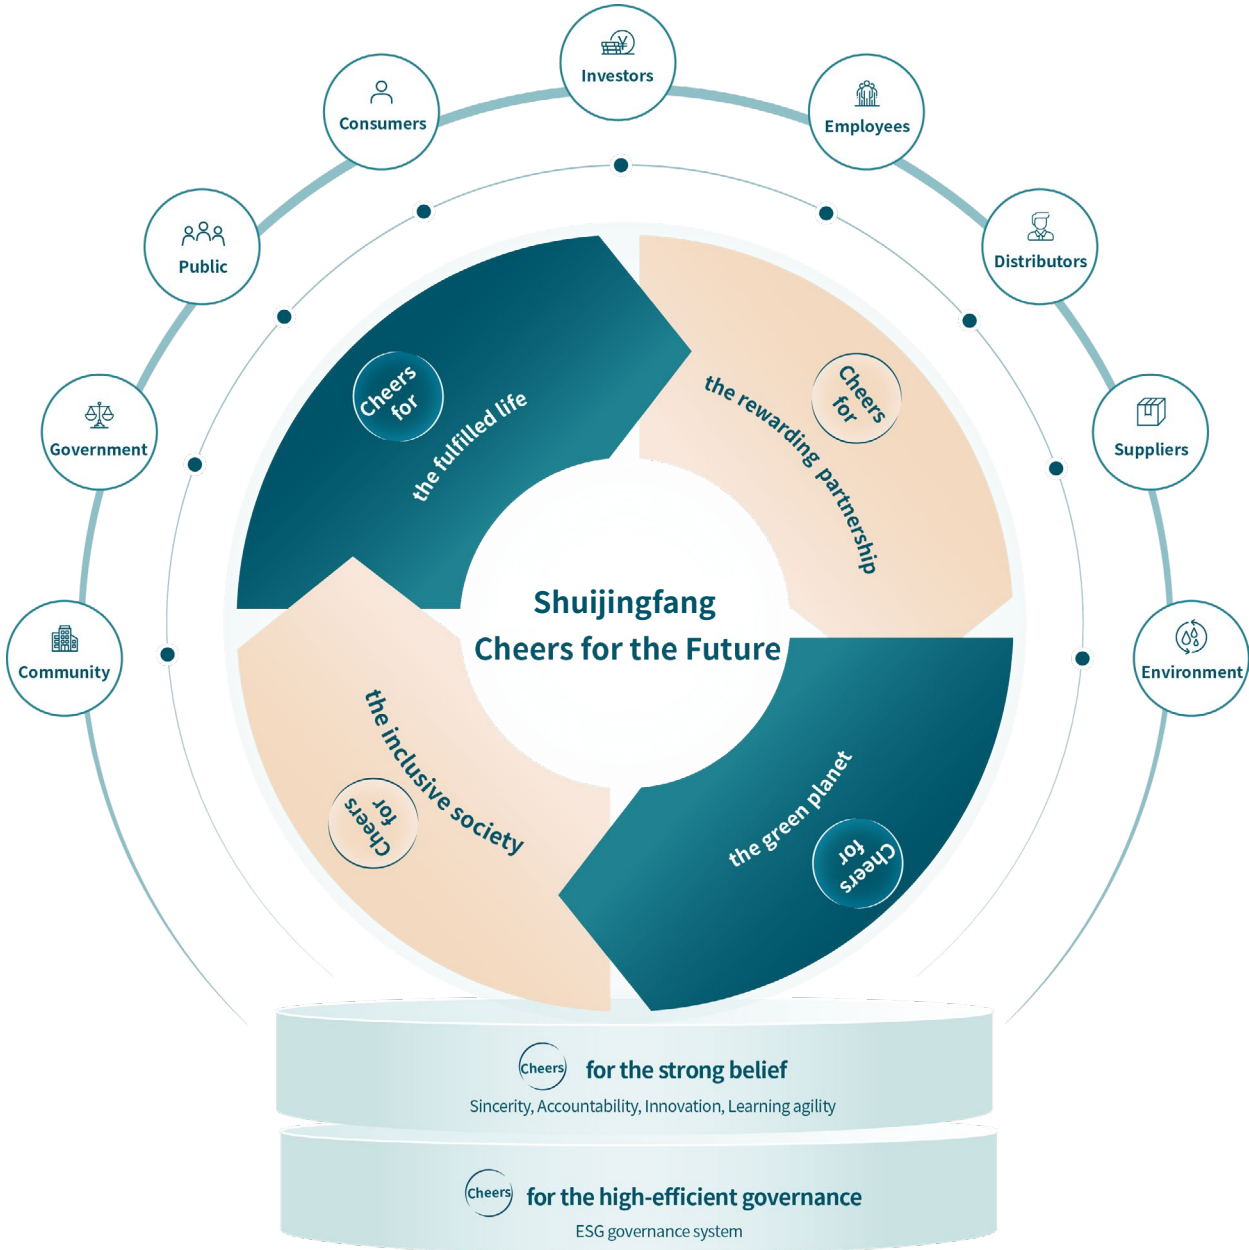 Investors
Consumers
Employees
Public
Distributors
Government
Suppliers
Community
Environment
Cheers
for
the fulfilled life
Cheers
for
the rewarding partnership
Shuijingfang
Cheers for the Future
Cheers
for
the inclusive society
Cheers
for
the green planet
Cheers for the strong belief
Sincerity, Accountability, Innovation, Learning agility
Cheers for the high-efficient governance
ESG governance system